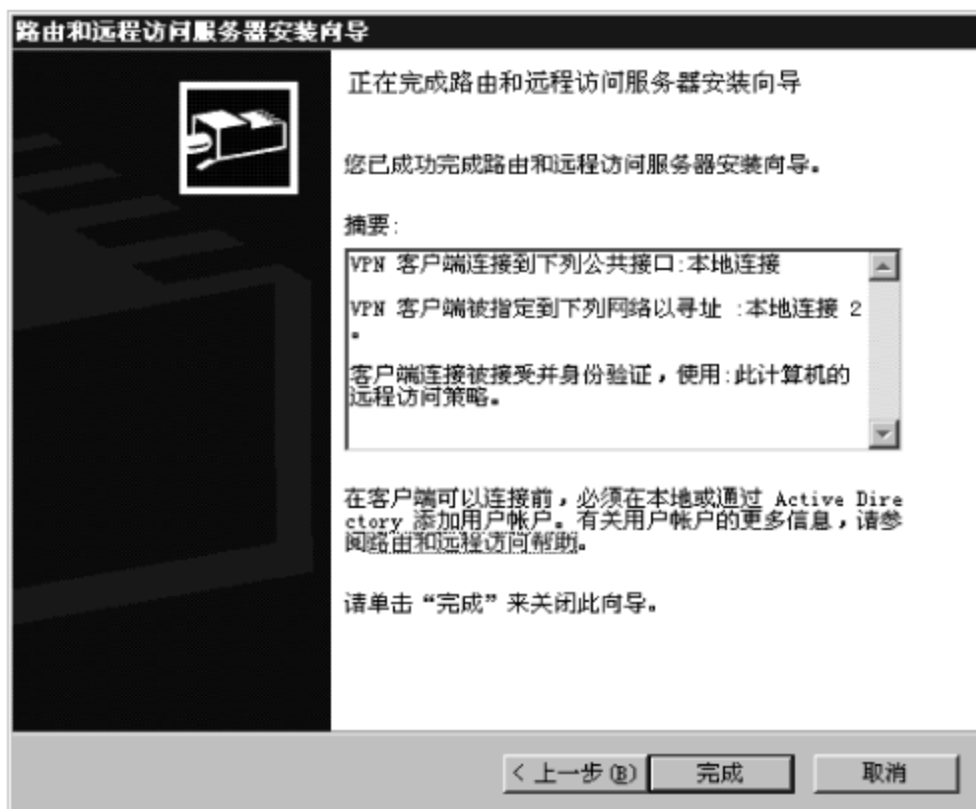 路由和远程访问服务器安装向导
正在完成路由和远程访问服务器安装向导
您已成功完成路由和远程访问服务器安装向导。
摘要:
VPN 客户端连接到下列公共接口:本地连接
VPN 客户端被指定到下列网络以寻址 :本地连接 2
。
客户端连接被接受并身份验证，使用:此计算机的
远程访问策略。
在客户端可以连接前，必须在本地或通过 Active Dire
ctory 添加用户帐户。有关用户帐户的更多信息，请参
阅路由和远程访问帮助。
请单击“完成”来关闭此向导。
< 上一步(B) 完成 取消